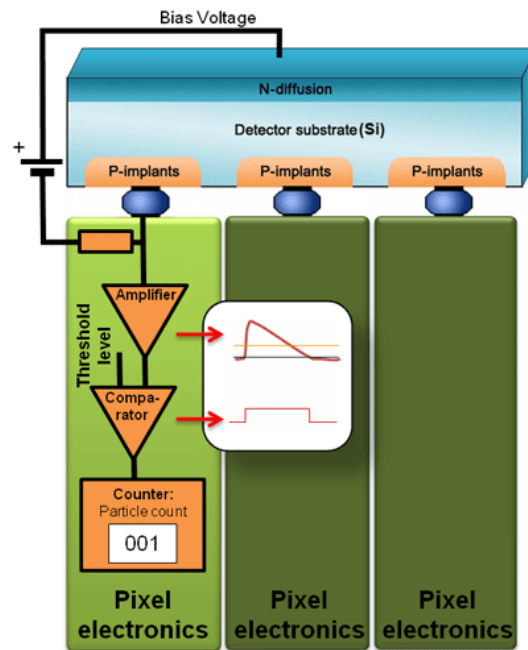 Bias Voltage
N-diffusion
Detector substrate(Si)
+
P-implants
P-implants
P-implants
Amplifier
Threshold
level
Compa-
rator
Counter:
Particle count
001
Pixel
electronics
Pixel
electronics
Pixel
electronics